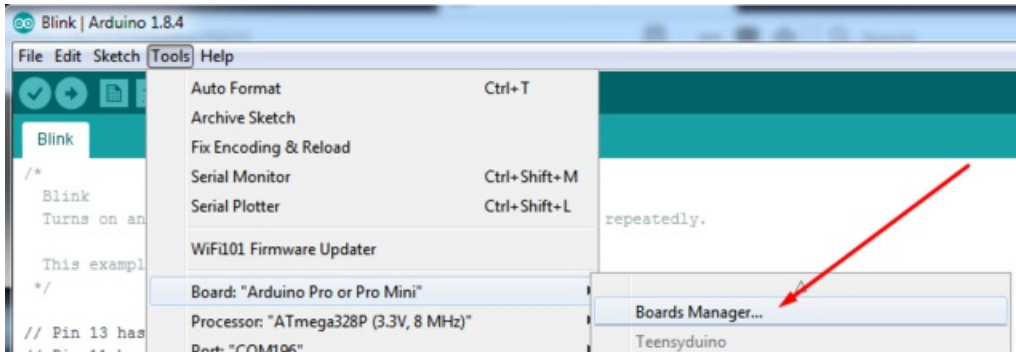 Blink | Arduino 1.8.4
File Edit Sketch Tools Help
Auto Format Ctrl+T
Archive Sketch
Fix Encoding & Reload
Serial Monitor Ctrl+Shift+M
Serial Plotter Ctrl+Shift+L
WiFi101 Firmware Updater
Board: "Arduino Pro or Pro Mini"
Processor: "ATmega328P (3.3V, 8 MHz)"
Port: "COM196"
Boards Manager...
Teensyduino
Blink
/*
Blink
Turns on an repeatedly.
This exampl
*/
// Pin 13 has